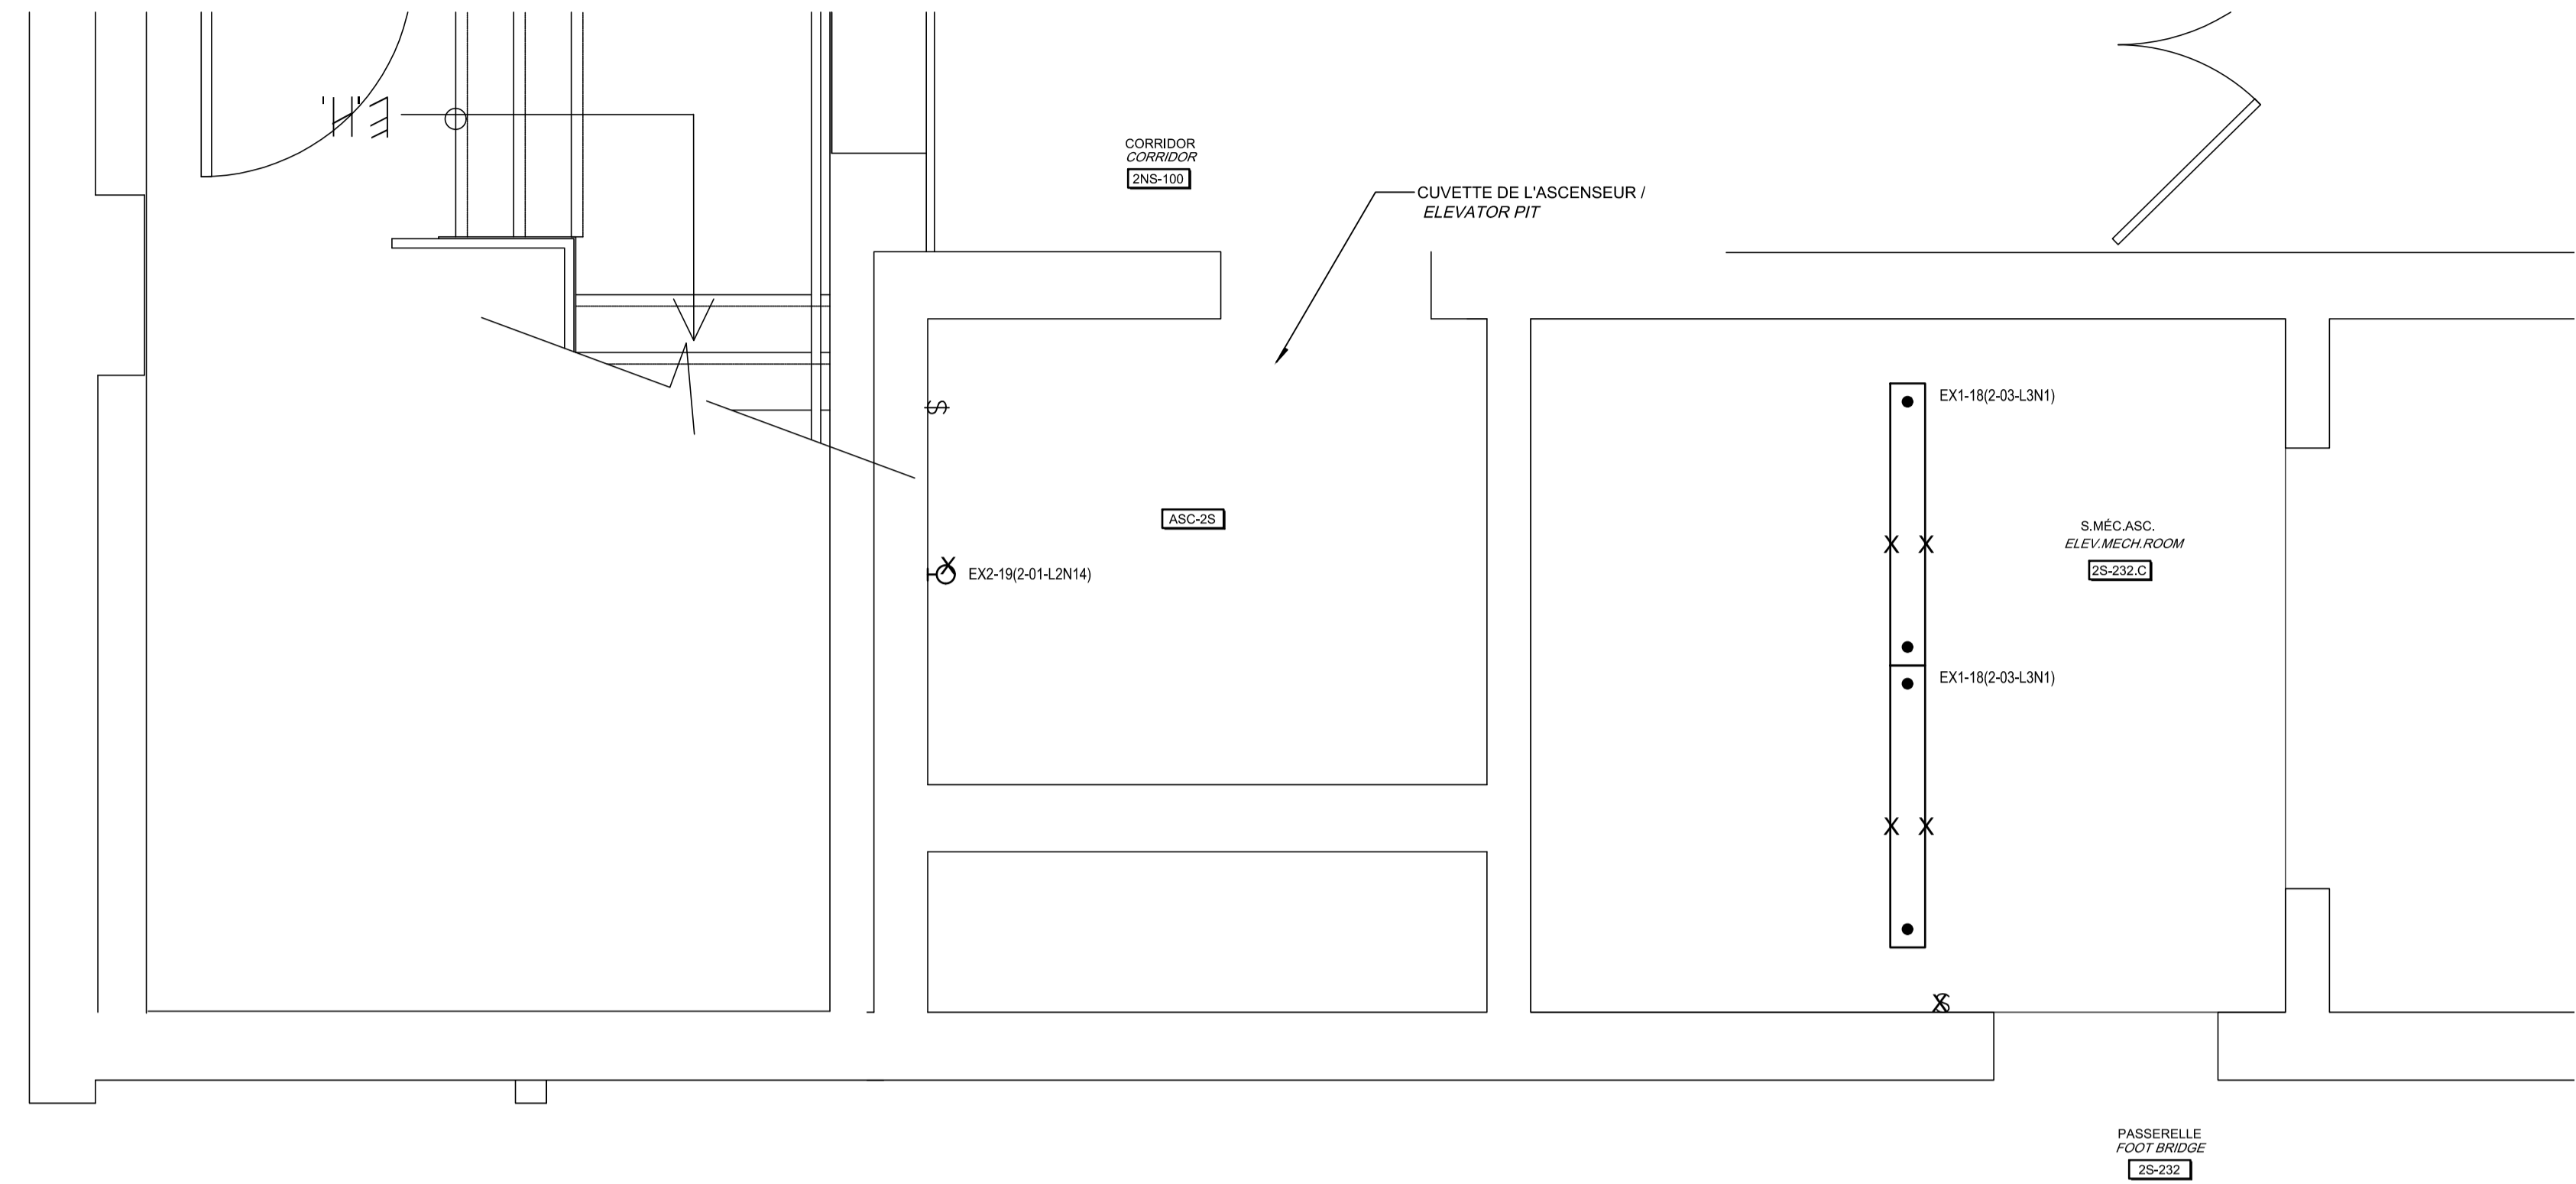 CORRIDOR
CORRIDOR
2NS-100
CUVETTE DE L'ASCENSEUR /
ELEVATOR PIT
EX1-18(2-03-L3N1)
ASC-2S
S.MÉC.ASC.
ELEV.MECH.ROOM
2S-232.C
EX2-19(2-01-L2N14)
EX1-18(2-03-L3N1)
PASSERELLE
FOOT BRIDGE
2S-232